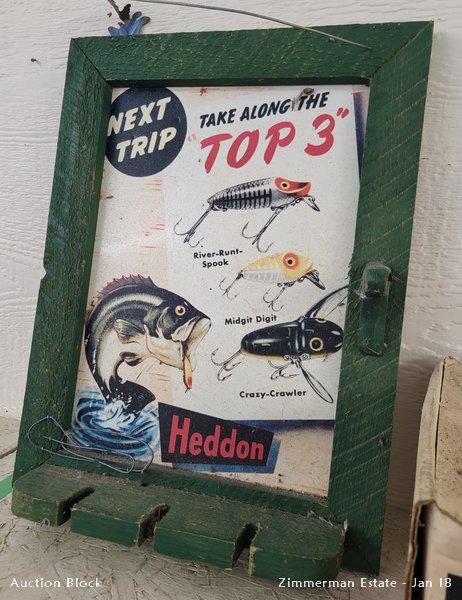 NEXT
TRIP
TAKE ALONG THE
"TOP 3"
River-Runt-
Spook
Midgit Digit
Crazy-Crawler
Heddon
Auction Block
Zimmerman Estate - Jan 18